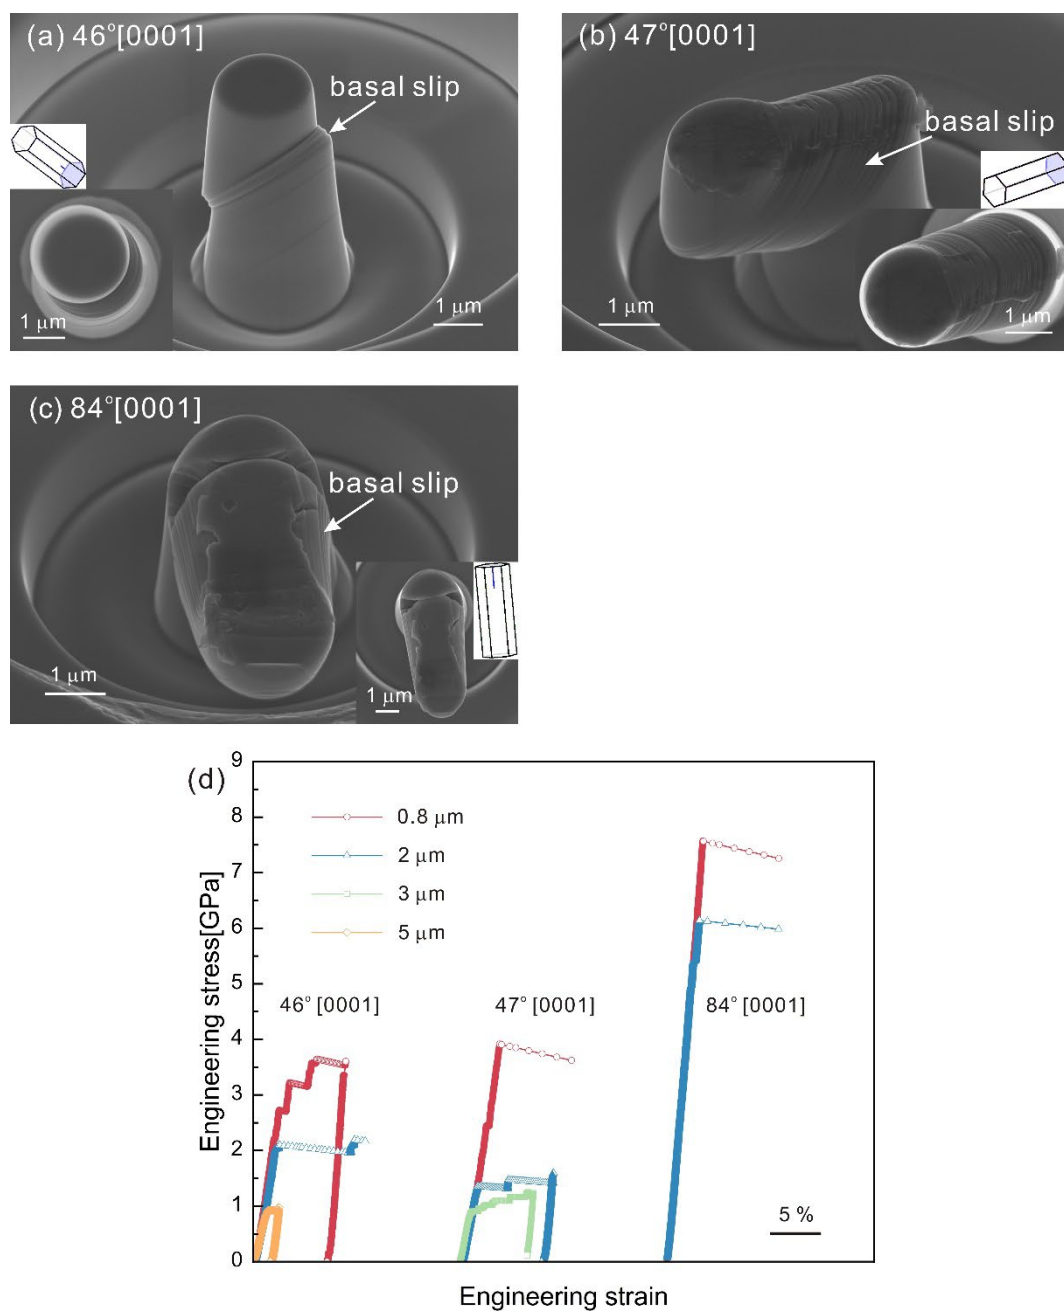 (a) 46°[0001]
basal slip
1 μm
1 μm
(b) 47°[0001]
basal slip
1 μm
1 μm
(c) 84°[0001]
basal slip
1 μm
1 μm
(d)
9
8
7
6
5
4
3
2
1
0
Engineering stress[GPa]
0.8 μm
2 μm
3 μm
5 μm
46° [0001]
47° [0001]
84° [0001]
5 %
Engineering strain